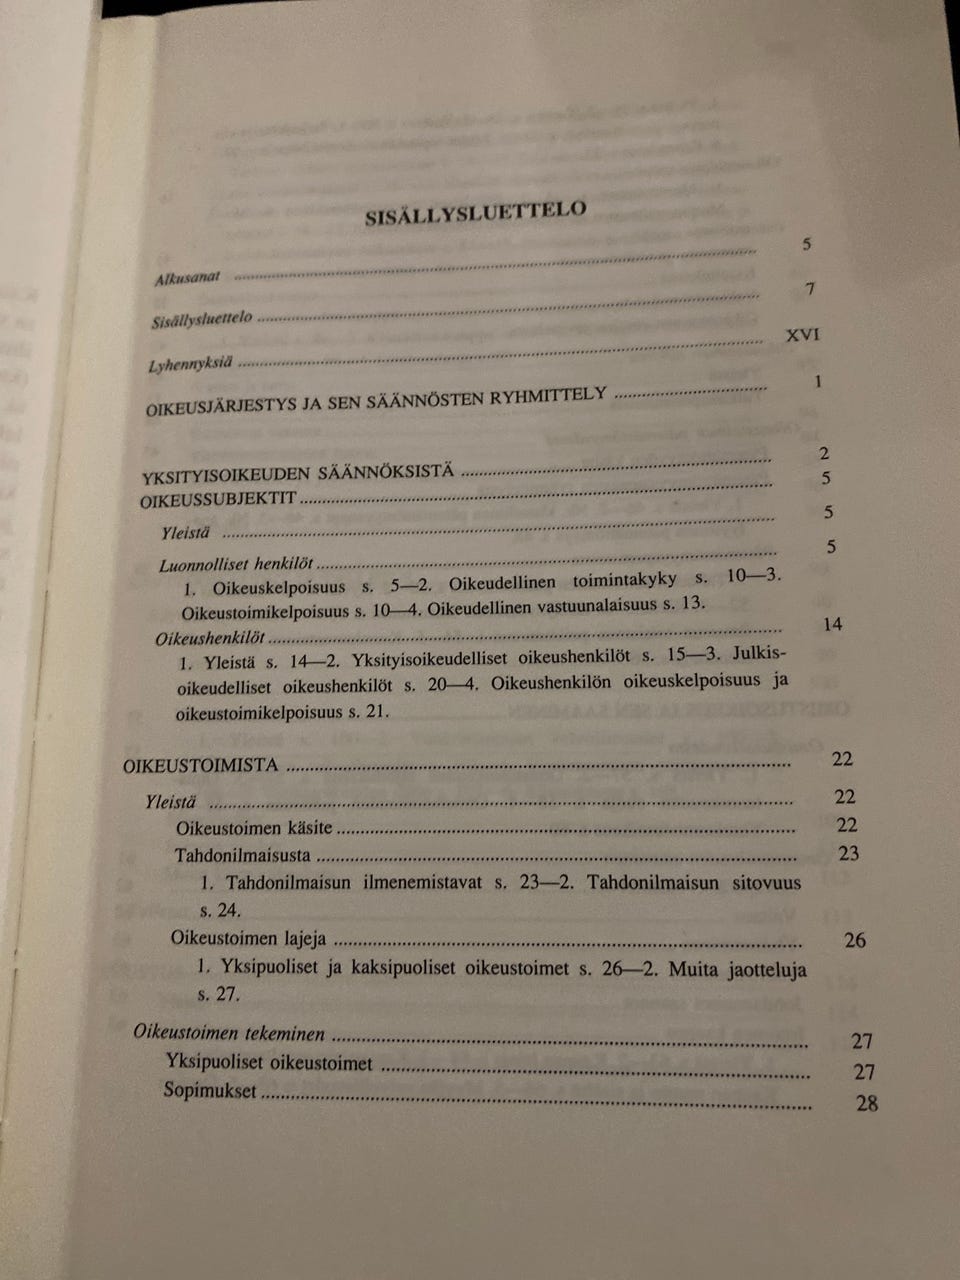 SISÄLLYSLUETTELO
Alkusanat ........ 5
Sisällysluettelo ........ 7
Lyhennyksiä ........ XVI
OIKEUSJÄRJESTYS JA SEN SÄÄNNÖSTEN RYHMITTELY ........ 1
YKSITYISOIKEUDEN SÄÄNNÖKSISTÄ ........ 2
OIKEUSSUBJEKTIT ........ 5
Yleistä ........ 5
Luonnolliset henkilöt ........ 5
1. Oikeuskelpoisuus s. 5—2. Oikeudellinen toimintakyky s. 10—3.
Oikeustoimikelpoisuus s. 10—4. Oikeudellinen vastuunalaisuus s. 13.
Oikeushenkilöt ........ 14
1. Yleistä s. 14—2. Yksityisoikeudelliset oikeushenkilöt s. 15—3. Julkis-
oikeudelliset oikeushenkilöt s. 20—4. Oikeushenkilön oikeuskelpoisuus ja
oikeustoimikelpoisuus s. 21.
OIKEUSTOIMISTA ........ 22
Yleistä ........ 22
Oikeustoimen käsite ........ 22
Tahdonilmaisusta ........ 23
1. Tahdonilmaisun ilmenemistavat s. 23—2. Tahdonilmaisun sitovuus
s. 24.
Oikeustoimen lajeja ........ 26
1. Yksipuoliset ja kaksipuoliset oikeustoimet s. 26—2. Muita jaotteluja
s. 27.
Oikeustoimen tekeminen ........ 27
Yksipuoliset oikeustoimet ........ 27
Sopimukset ........ 28